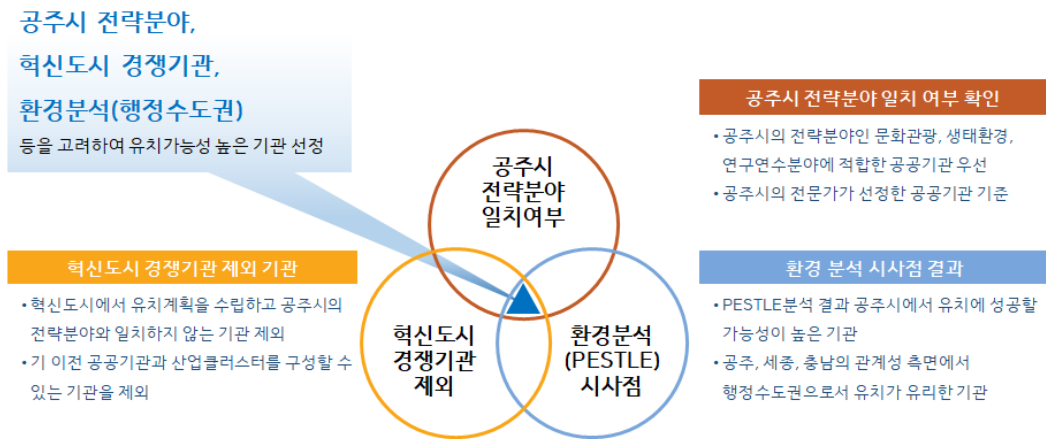 공주시 전략분야,
혁신도시 경쟁기관,
환경분석(행정수도권)
등을 고려하여 유치가능성 높은 기관 선정
공주시
전략분야
일치여부
공주시 전략분야 일치 여부 확인
• 공주시의 전략분야인 문화관광, 생태환경,
연구연수분야에 적합한 공공기관 우선
• 공주시의 전문가가 선정한 공공기관 기준
혁신도시 경쟁기관 제외 기관
• 혁신도시에서 유치계획을 수립하고 공주시의
전략분야와 일치하지 않는 기관 제외
• 기 이전 공공기관과 산업클러스터를 구성할 수
있는 기관을 제외
혁신도시
경쟁기관
제외
환경분석
(PESTLE)
시사점
환경 분석 시사점 결과
• PESTLE분석 결과 공주시에서 유치에 성공할
가능성이 높은 기관
• 공주, 세종, 충남의 관계성 측면에서
행정수도권으로서 유치가 유리한 기관